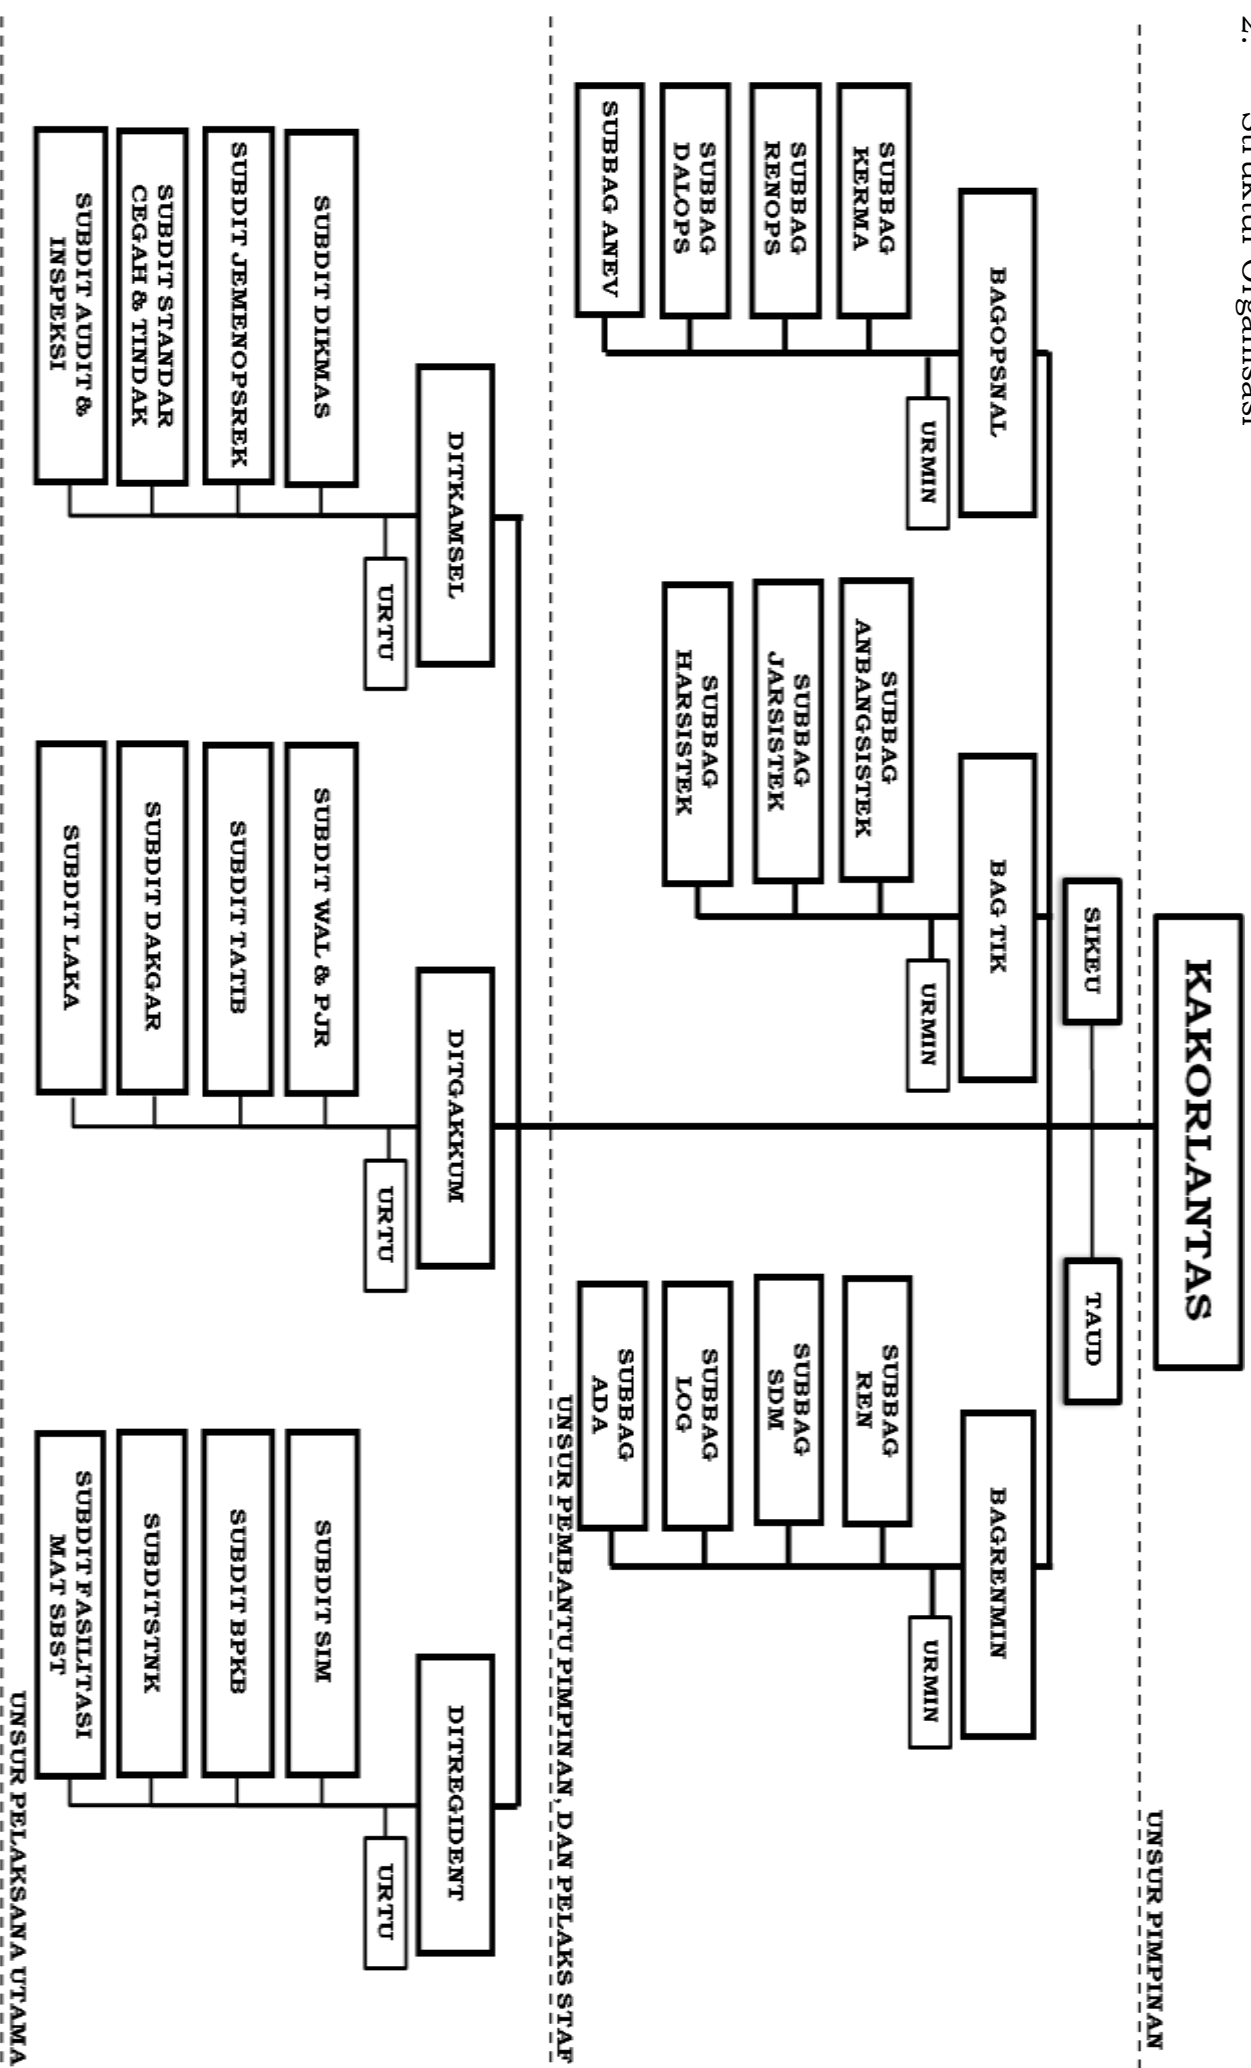 2. Struktur Organisasi
KAKORLANTAS
UNSUR PIMPINAN
SIKEU
TAUD
BAGOPSNAL
BAG TIK
BAGRENMIN
URMIN
URMIN
URMIN
SUBBAG
KERMA
SUBBAG
ANBANGSISTEK
SUBBAG
REN
SUBBAG
RENOPS
SUBBAG
JARSISTEK
SUBBAG
SDM
SUBBAG
DALOPS
SUBBAG
HARSISTEK
SUBBAG
LOG
SUBBAG ANEV
SUBBAG
ADA
UNSUR PEMBANTU PIMPINAN, DAN PELAKS STAF
DITKAMSEL
DITGAKKUM
DITREGIDENT
URTU
URTU
URTU
SUBDIT DIKMAS
SUBDIT WAL & PJR
SUBDIT SIM
SUBDIT JEMENOPSREK
SUBDIT TATIB
SUBDIT BPKB
SUBDIT STANDAR
CEGAH & TINDAK
SUBDIT DAKGAR
SUBDITSTNK
SUBDIT AUDIT &
INSPEKSI
SUBDIT LAKA
SUBDIT FASILITASI
MAT SBST
UNSUR PELAKSANA UTAMA